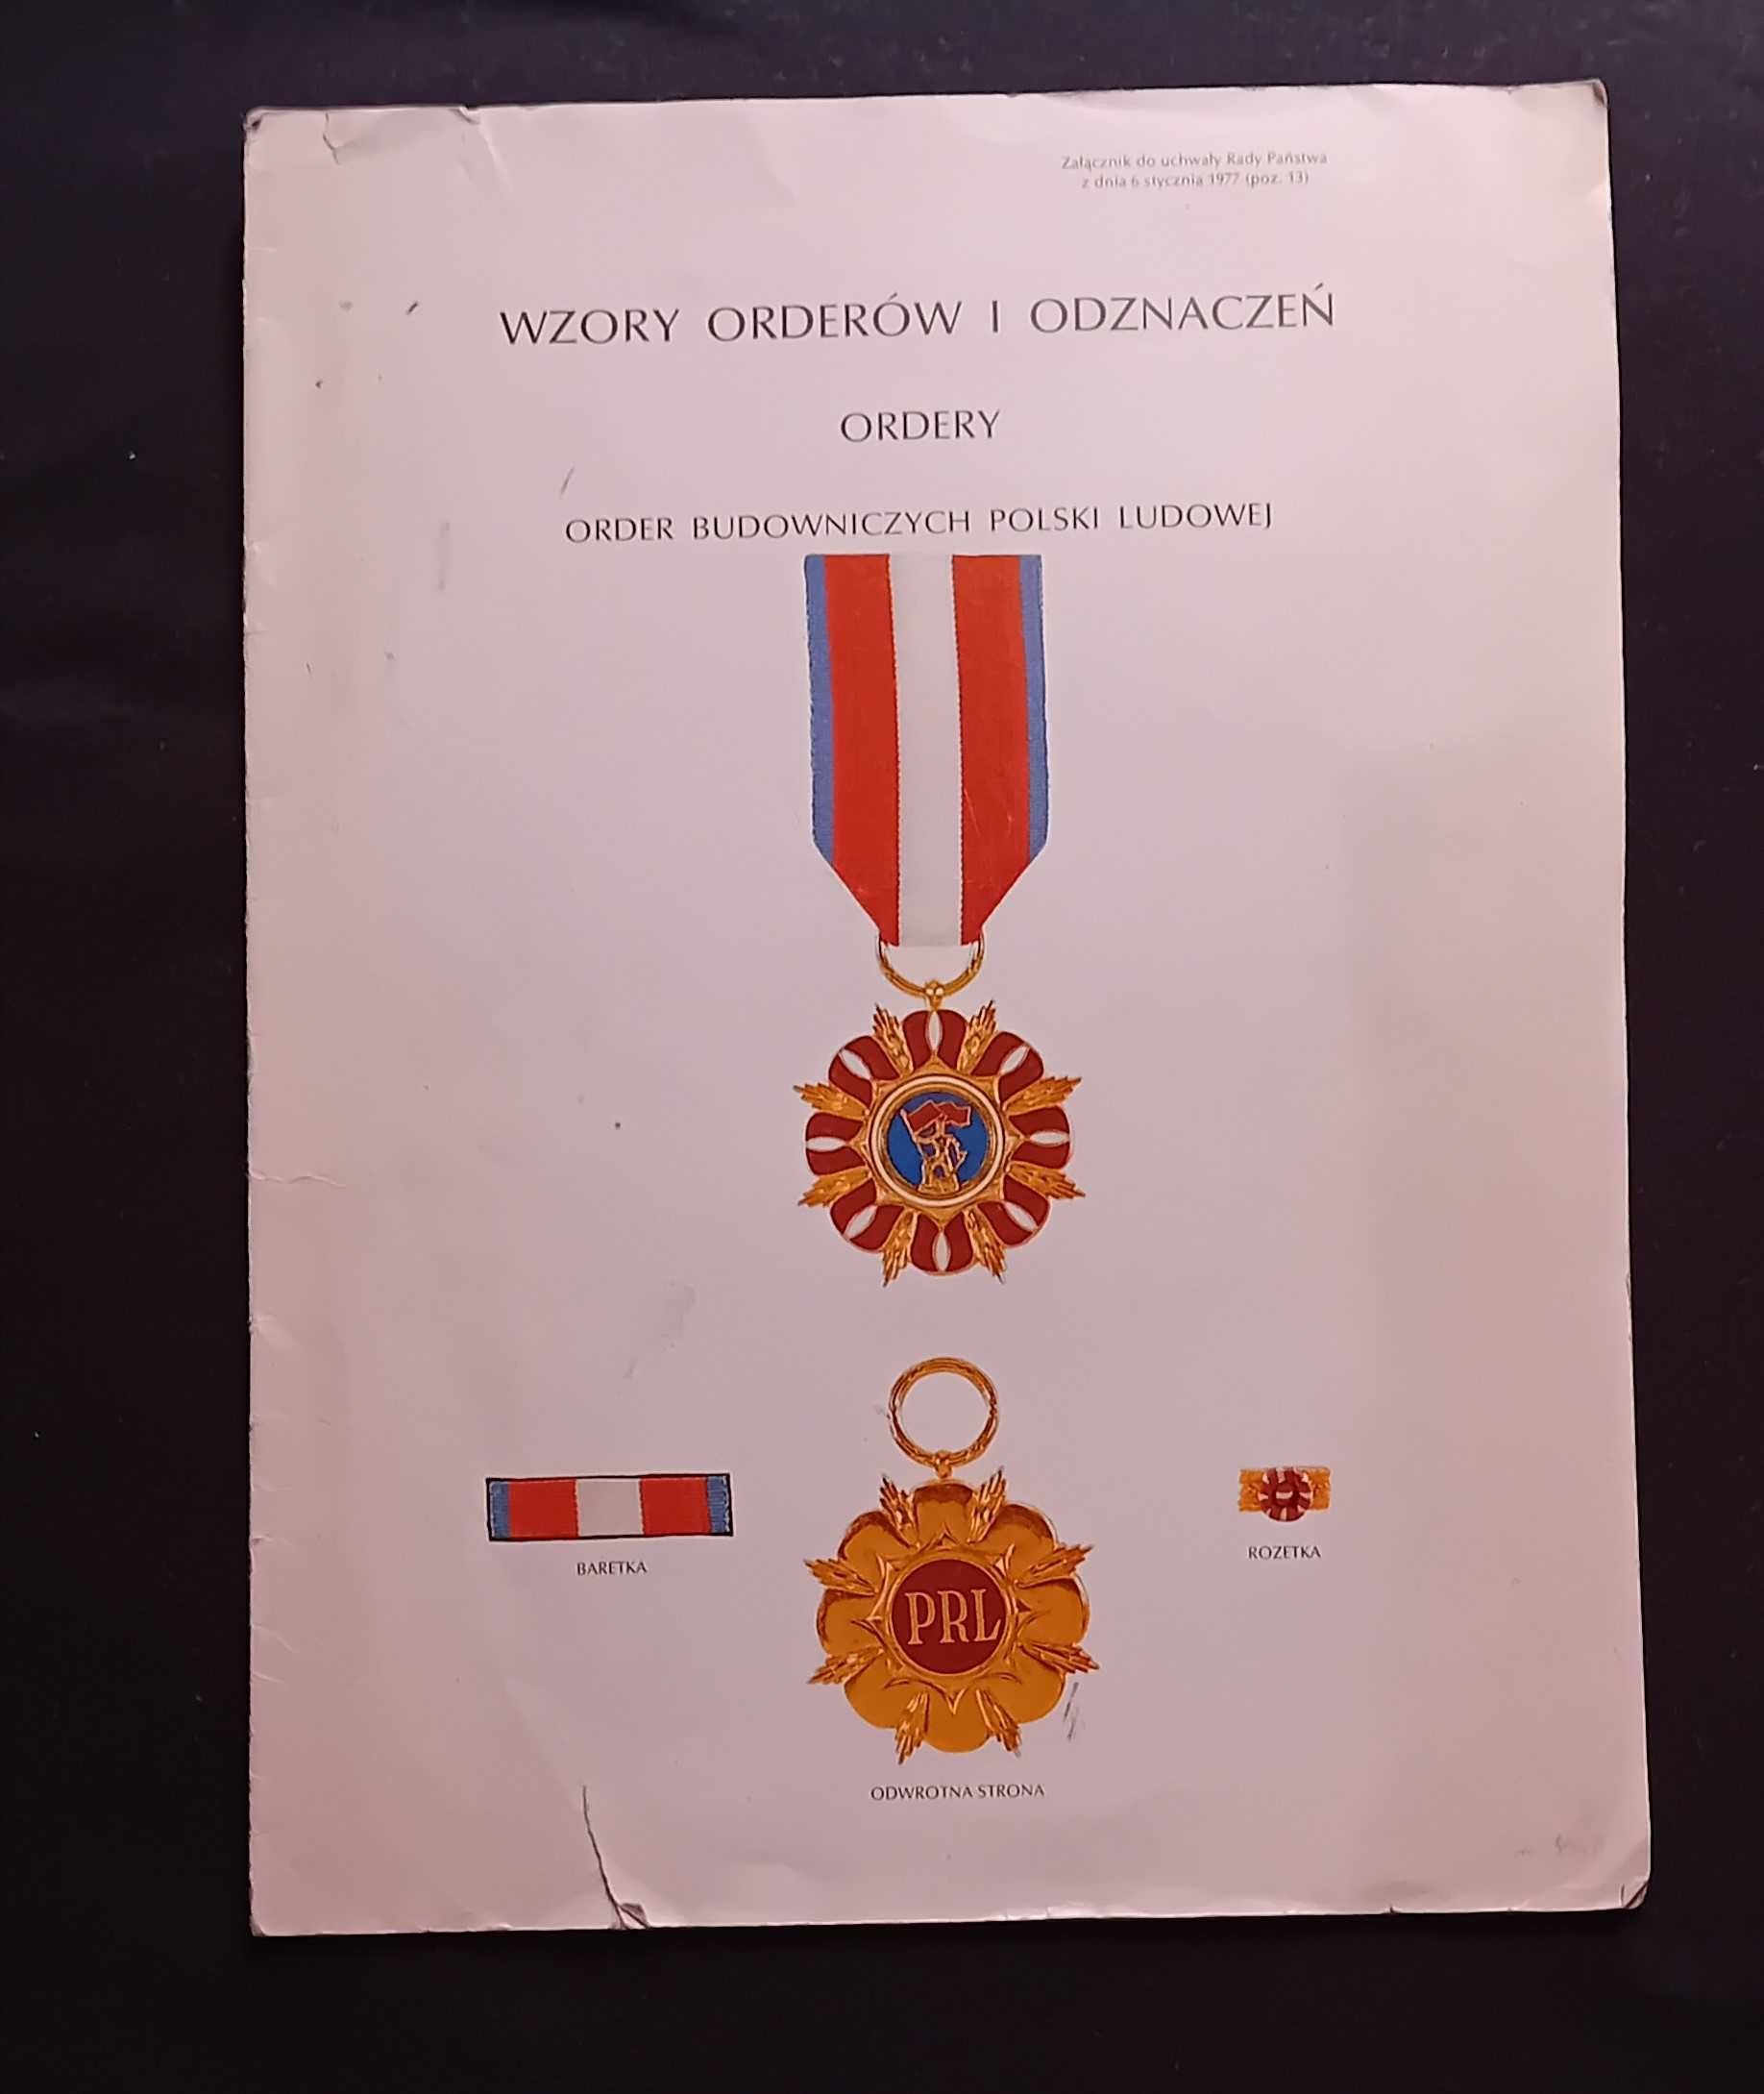 Załącznik do uchwały Rady Państwa
z dnia 6 stycznia 1977 (poz. 13)
WZORY ORDERÓW I ODZNACZEŃ
ORDERY
ORDER BUDOWNICZYCH POLSKI LUDOWEJ
BARETKA
PRL
ROZETKA
ODWROTNA STRONA